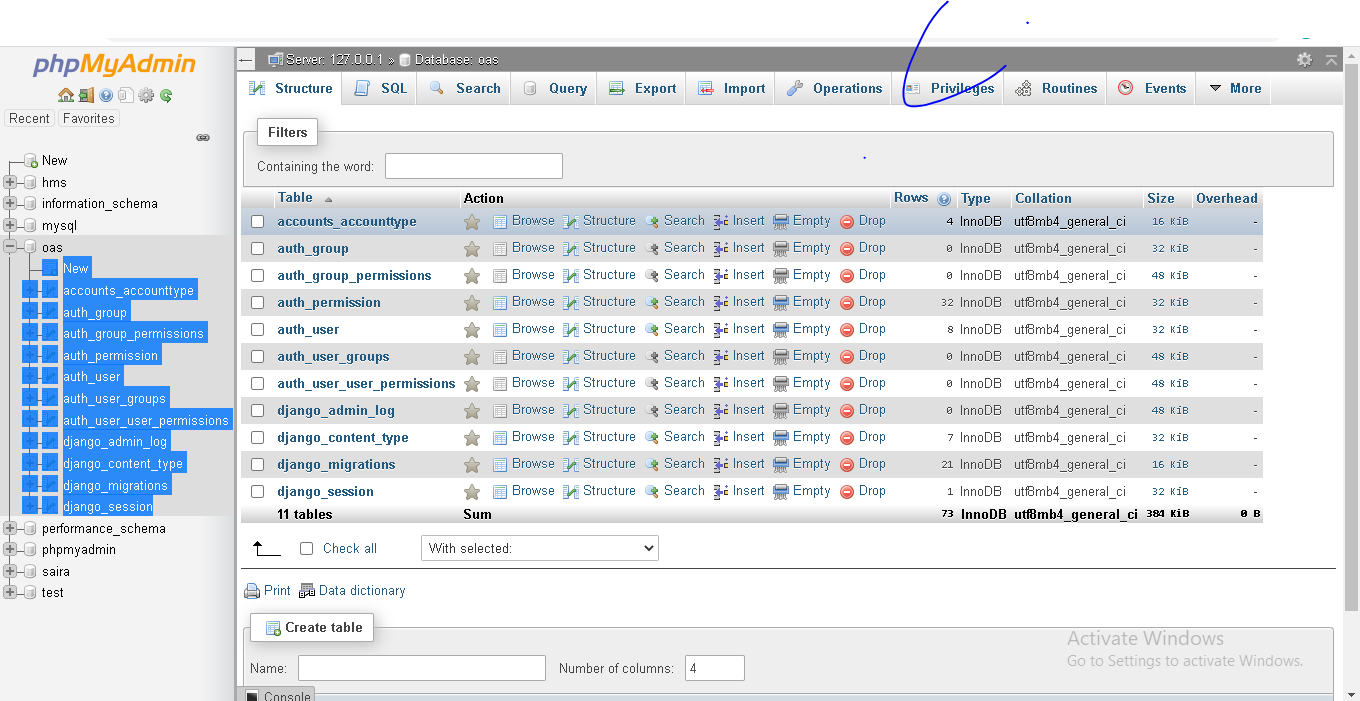 phpMyAdmin
Recent Favorites
New
hms
information_schema
mysql
oas
New
accounts_accounttype
auth_group
auth_group_permissions
auth_permission
auth_user
auth_user_groups
auth_user_user_permissions
django_admin_log
django_content_type
django_migrations
django_session
performance_schema
phpmyadmin
saira
test
Server: 127.0.0.1 » Database: oas
Structure SQL Search Query Export Import Operations Privileges Routines Events More
Filters
Containing the word:
Table Action Rows Type Collation Size Overhead
accounts_accounttype Browse Structure Search Insert Empty Drop 4 InnoDB utf8mb4_general_ci 16 KiB -
auth_group Browse Structure Search Insert Empty Drop 0 InnoDB utf8mb4_general_ci 32 KiB -
auth_group_permissions Browse Structure Search Insert Empty Drop 0 InnoDB utf8mb4_general_ci 48 KiB -
auth_permission Browse Structure Search Insert Empty Drop 32 InnoDB utf8mb4_general_ci 32 KiB -
auth_user Browse Structure Search Insert Empty Drop 8 InnoDB utf8mb4_general_ci 32 KiB -
auth_user_groups Browse Structure Search Insert Empty Drop 0 InnoDB utf8mb4_general_ci 48 KiB -
auth_user_user_permissions Browse Structure Search Insert Empty Drop 0 InnoDB utf8mb4_general_ci 48 KiB -
django_admin_log Browse Structure Search Insert Empty Drop 0 InnoDB utf8mb4_general_ci 48 KiB -
django_content_type Browse Structure Search Insert Empty Drop 7 InnoDB utf8mb4_general_ci 32 KiB -
django_migrations Browse Structure Search Insert Empty Drop 21 InnoDB utf8mb4_general_ci 16 KiB -
django_session Browse Structure Search Insert Empty Drop 1 InnoDB utf8mb4_general_ci 32 KiB -
11 tables Sum 73 InnoDB utf8mb4_general_ci 384 KiB 0 B
Check all With selected:
Print Data dictionary
Create table
Name: Number of columns: 4
Console
Activate Windows
Go to Settings to activate Windows.